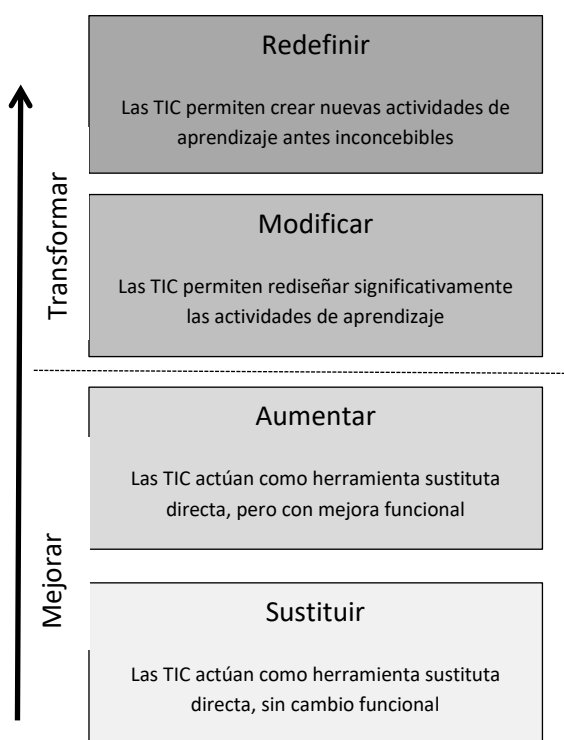 Redefinir
Las TIC permiten crear nuevas actividades de
aprendizaje antes inconcebibles
Transformar
Modificar
Las TIC permiten rediseñar significativamente
las actividades de aprendizaje
Aumentar
Las TIC actúan como herramienta sustituta
directa, pero con mejora funcional
Mejorar
Sustituir
Las TIC actúan como herramienta sustituta
directa, sin cambio funcional